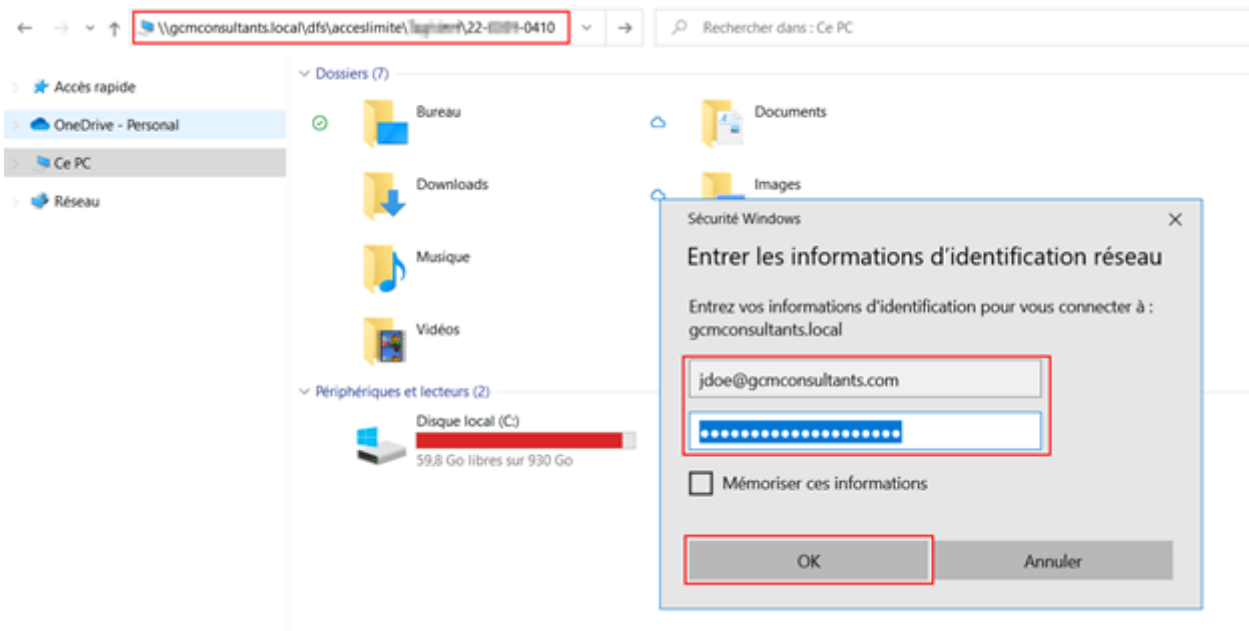 \\gcmconsultants.local\dfs\acceslimite\ \22- -0410
Rechercher dans : Ce PC
Accès rapide
OneDrive - Personal
Ce PC
Réseau
Dossiers (7)
Bureau
Documents
Downloads
Images
Musique
Vidéos
Périphériques et lecteurs (2)
Disque local (C:)
59,8 Go libres sur 930 Go
Sécurité Windows
Entrer les informations d'identification réseau
Entrez vos informations d'identification pour vous connecter à :
gcmconsultants.local
jdoe@gcmconsultants.com
Mémoriser ces informations
OK
Annuler